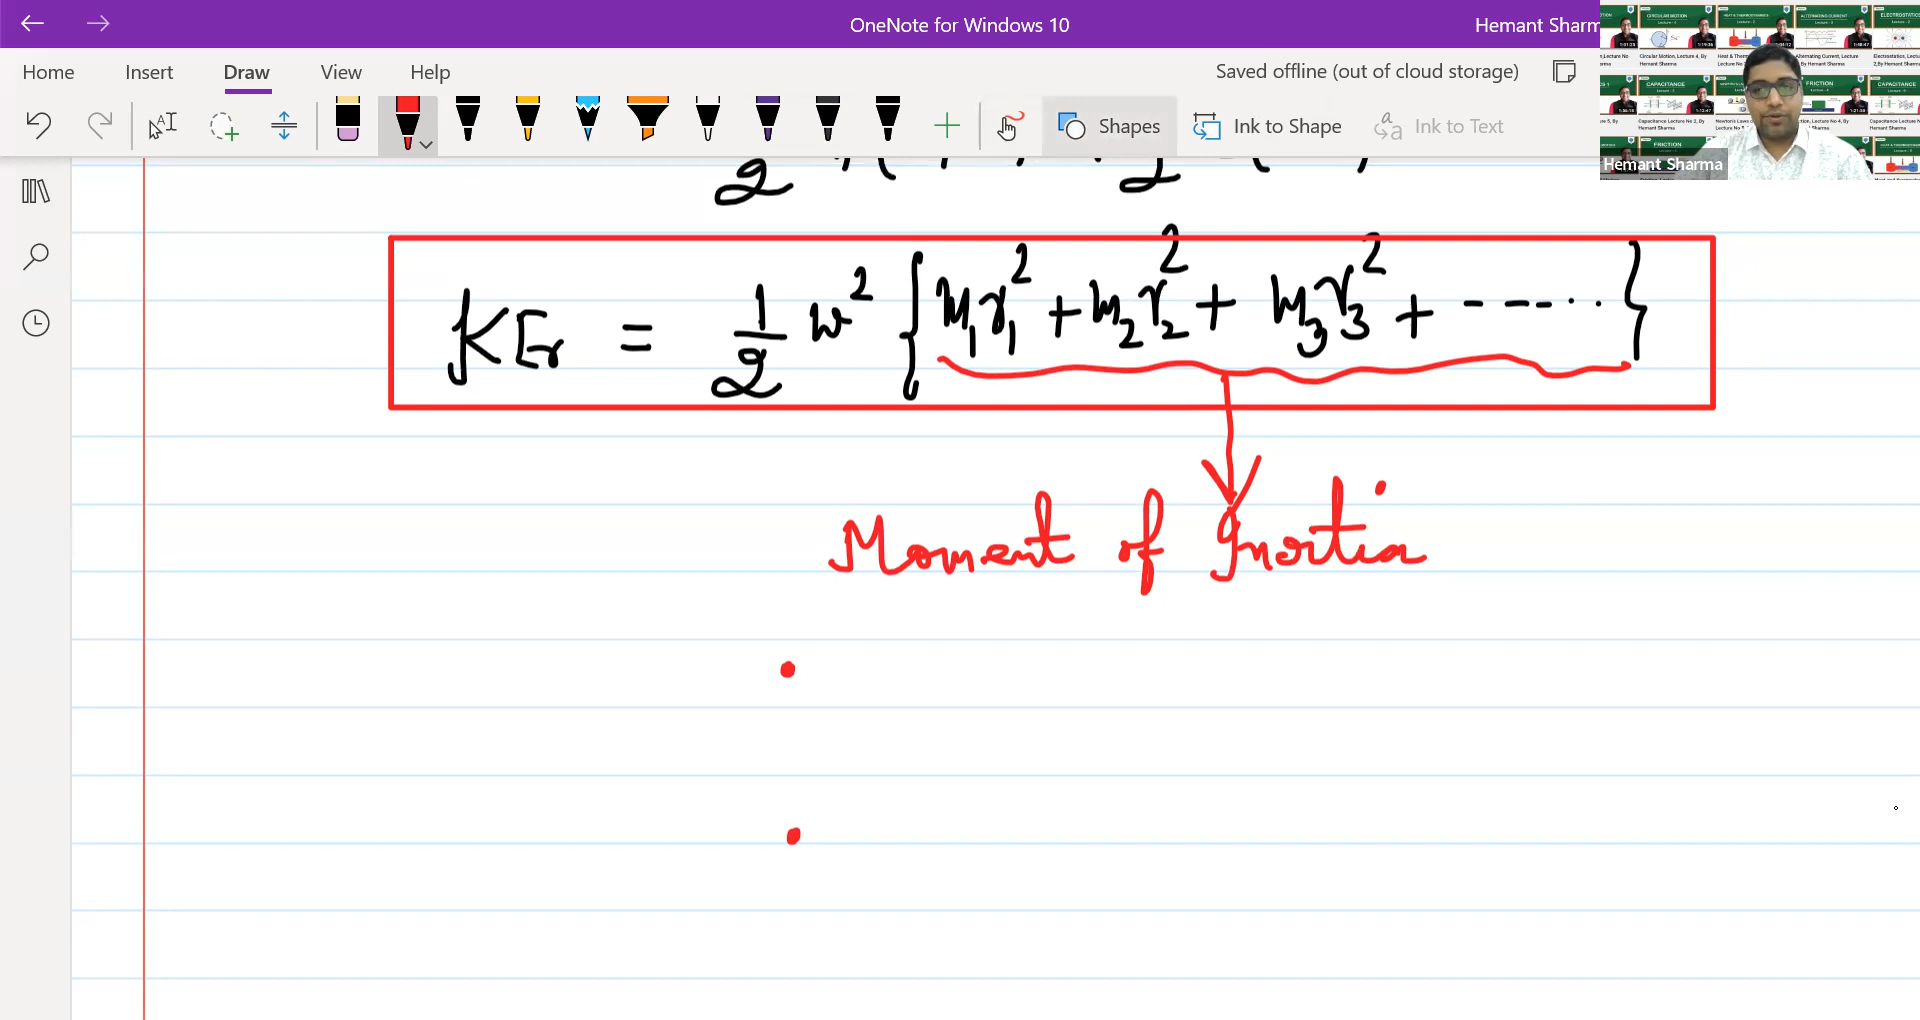 OneNote for Windows 10
Hemant Sharm
Home Insert Draw View Help
Saved offline (out of cloud storage)
Shapes Ink to Shape Ink to Text
Hemant Sharma
KEr = 1/2 w² {m₁r₁² + m₂r₂² + m₃r₃² + -----..}
Moment of Inertia